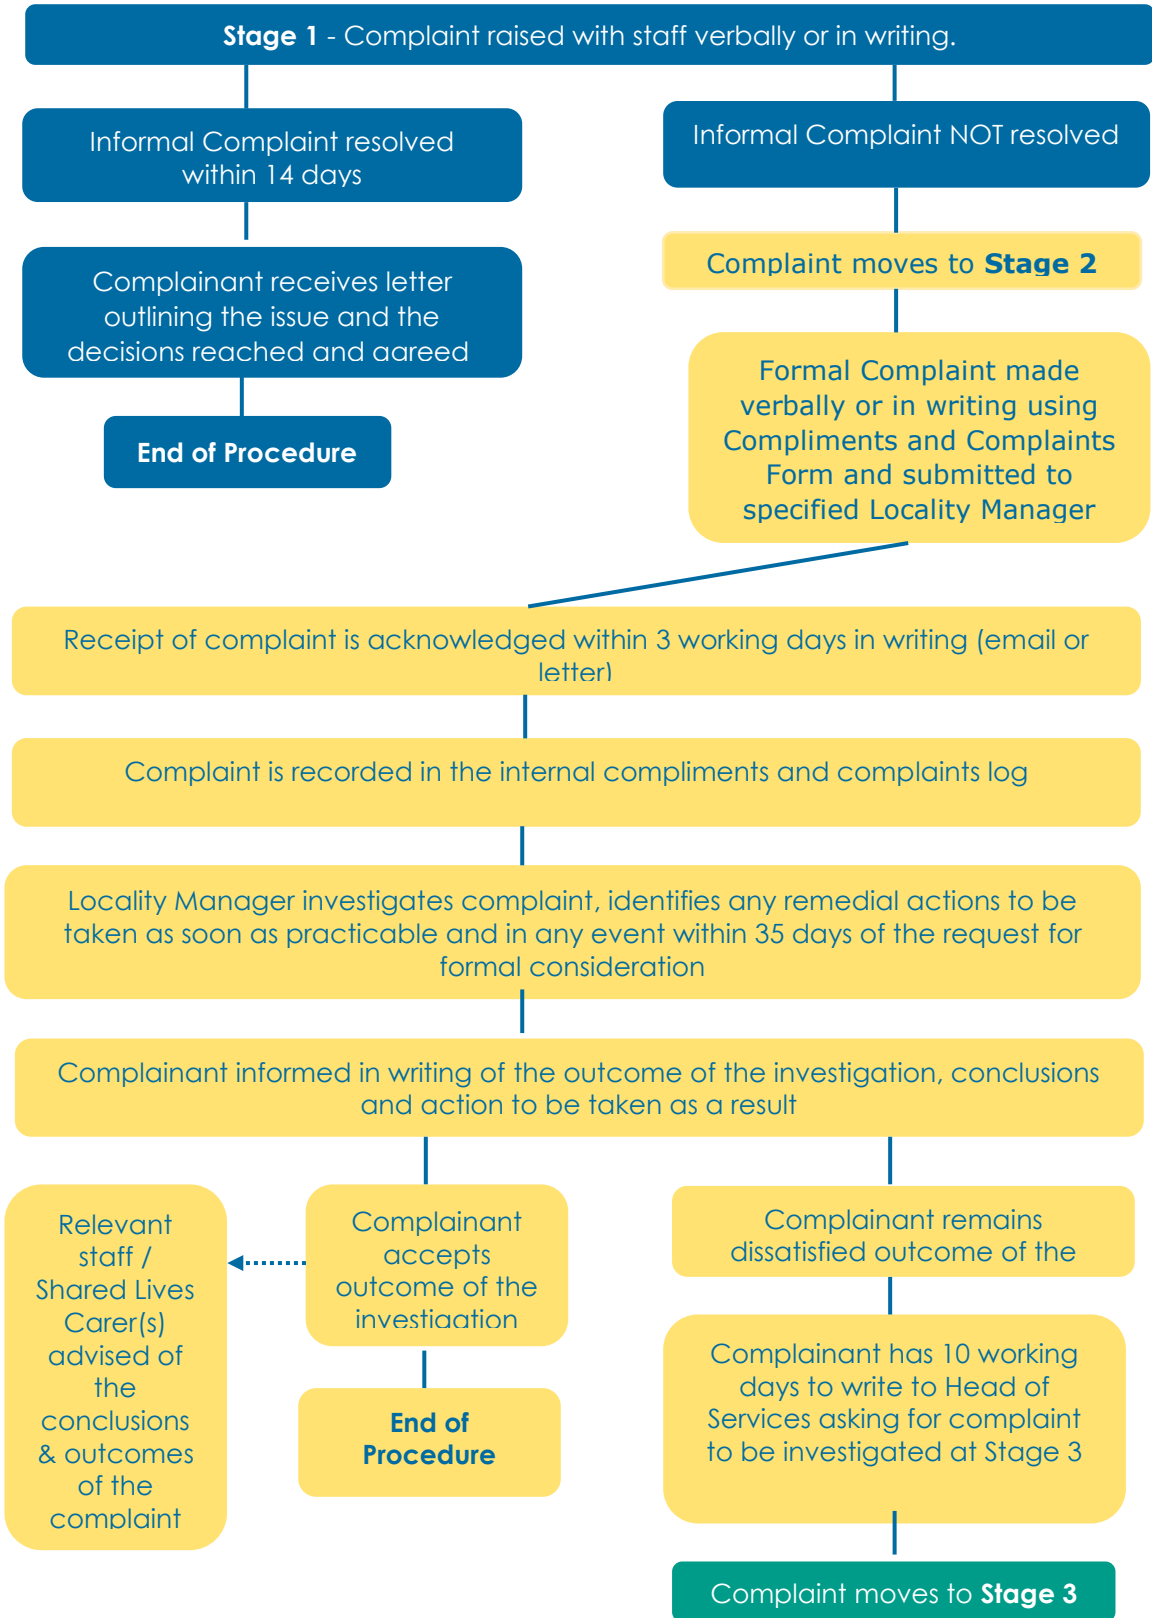 Stage 1 - Complaint raised with staff verbally or in writing.
Informal Complaint resolved
within 14 days
Complainant receives letter
outlining the issue and the
decisions reached and agreed
End of Procedure
Informal Complaint NOT resolved
Complaint moves to Stage 2
Formal Complaint made
verbally or in writing using
Compliments and Complaints
Form and submitted to
specified Locality Manager
Receipt of complaint is acknowledged within 3 working days in writing (email or
letter)
Complaint is recorded in the internal compliments and complaints log
Locality Manager investigates complaint, identifies any remedial actions to be
taken as soon as practicable and in any event within 35 days of the request for
formal consideration
Complainant informed in writing of the outcome of the investigation, conclusions
and action to be taken as a result
Relevant
staff /
Shared Lives
Carer(s)
advised of
the
conclusions
& outcomes
of the
complaint
Complainant
accepts
outcome of the
investigation
End of
Procedure
Complainant remains
dissatisfied outcome of the
Complainant has 10 working
days to write to Head of
Services asking for complaint
to be investigated at Stage 3
Complaint moves to Stage 3